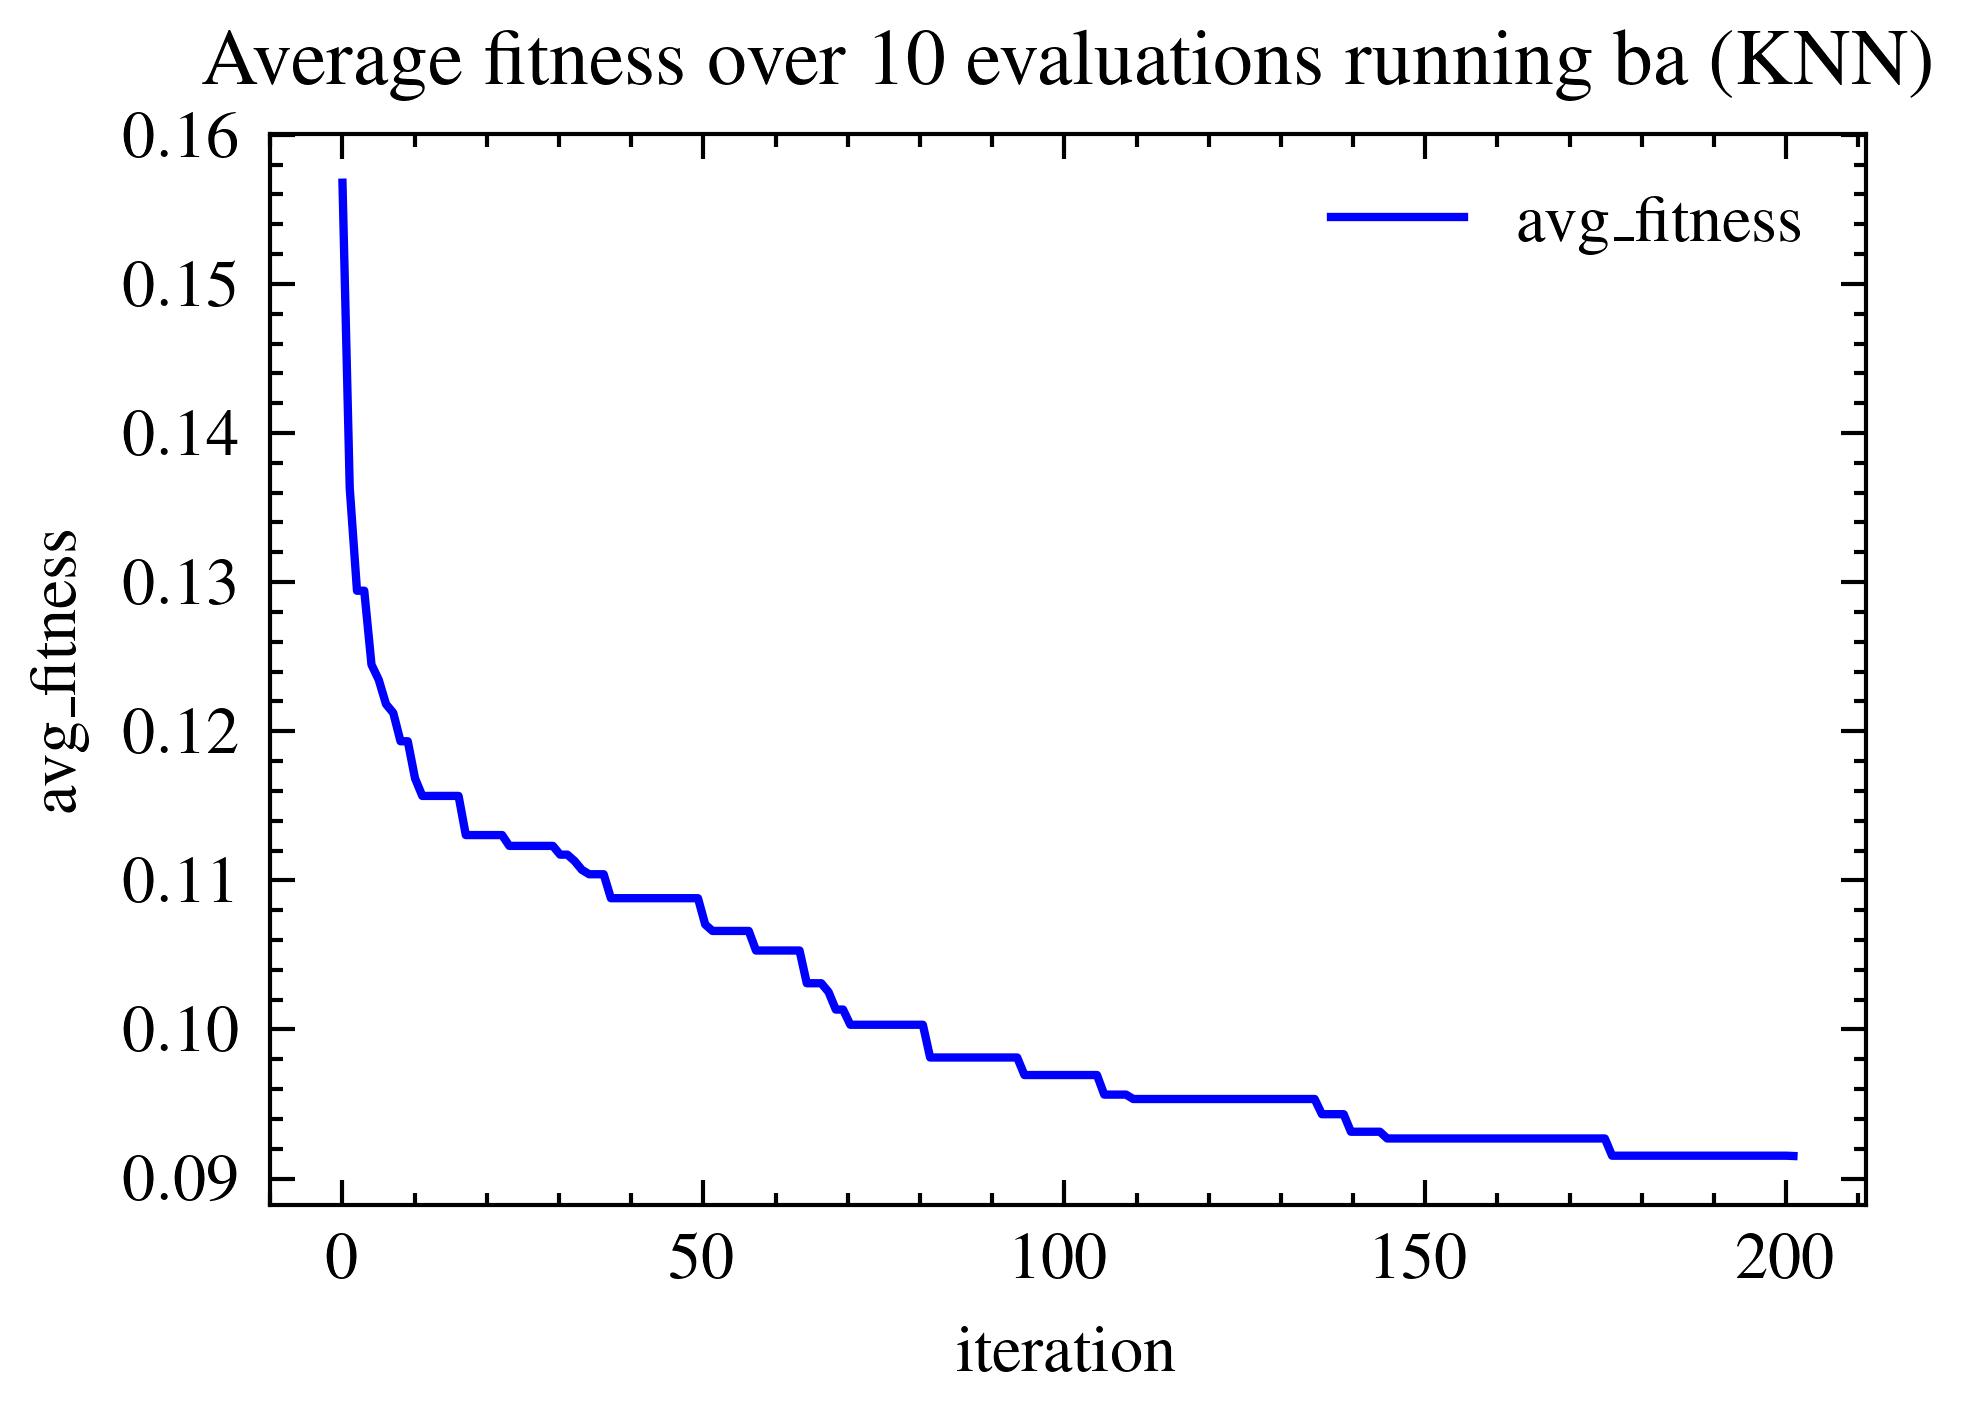 Average fitness over 10 evaluations running ba (KNN)
0.16
0.15
0.14
0.13
0.12
0.11
0.10
0.09
avg_fitness
avg_fitness
0 50 100 150 200
iteration